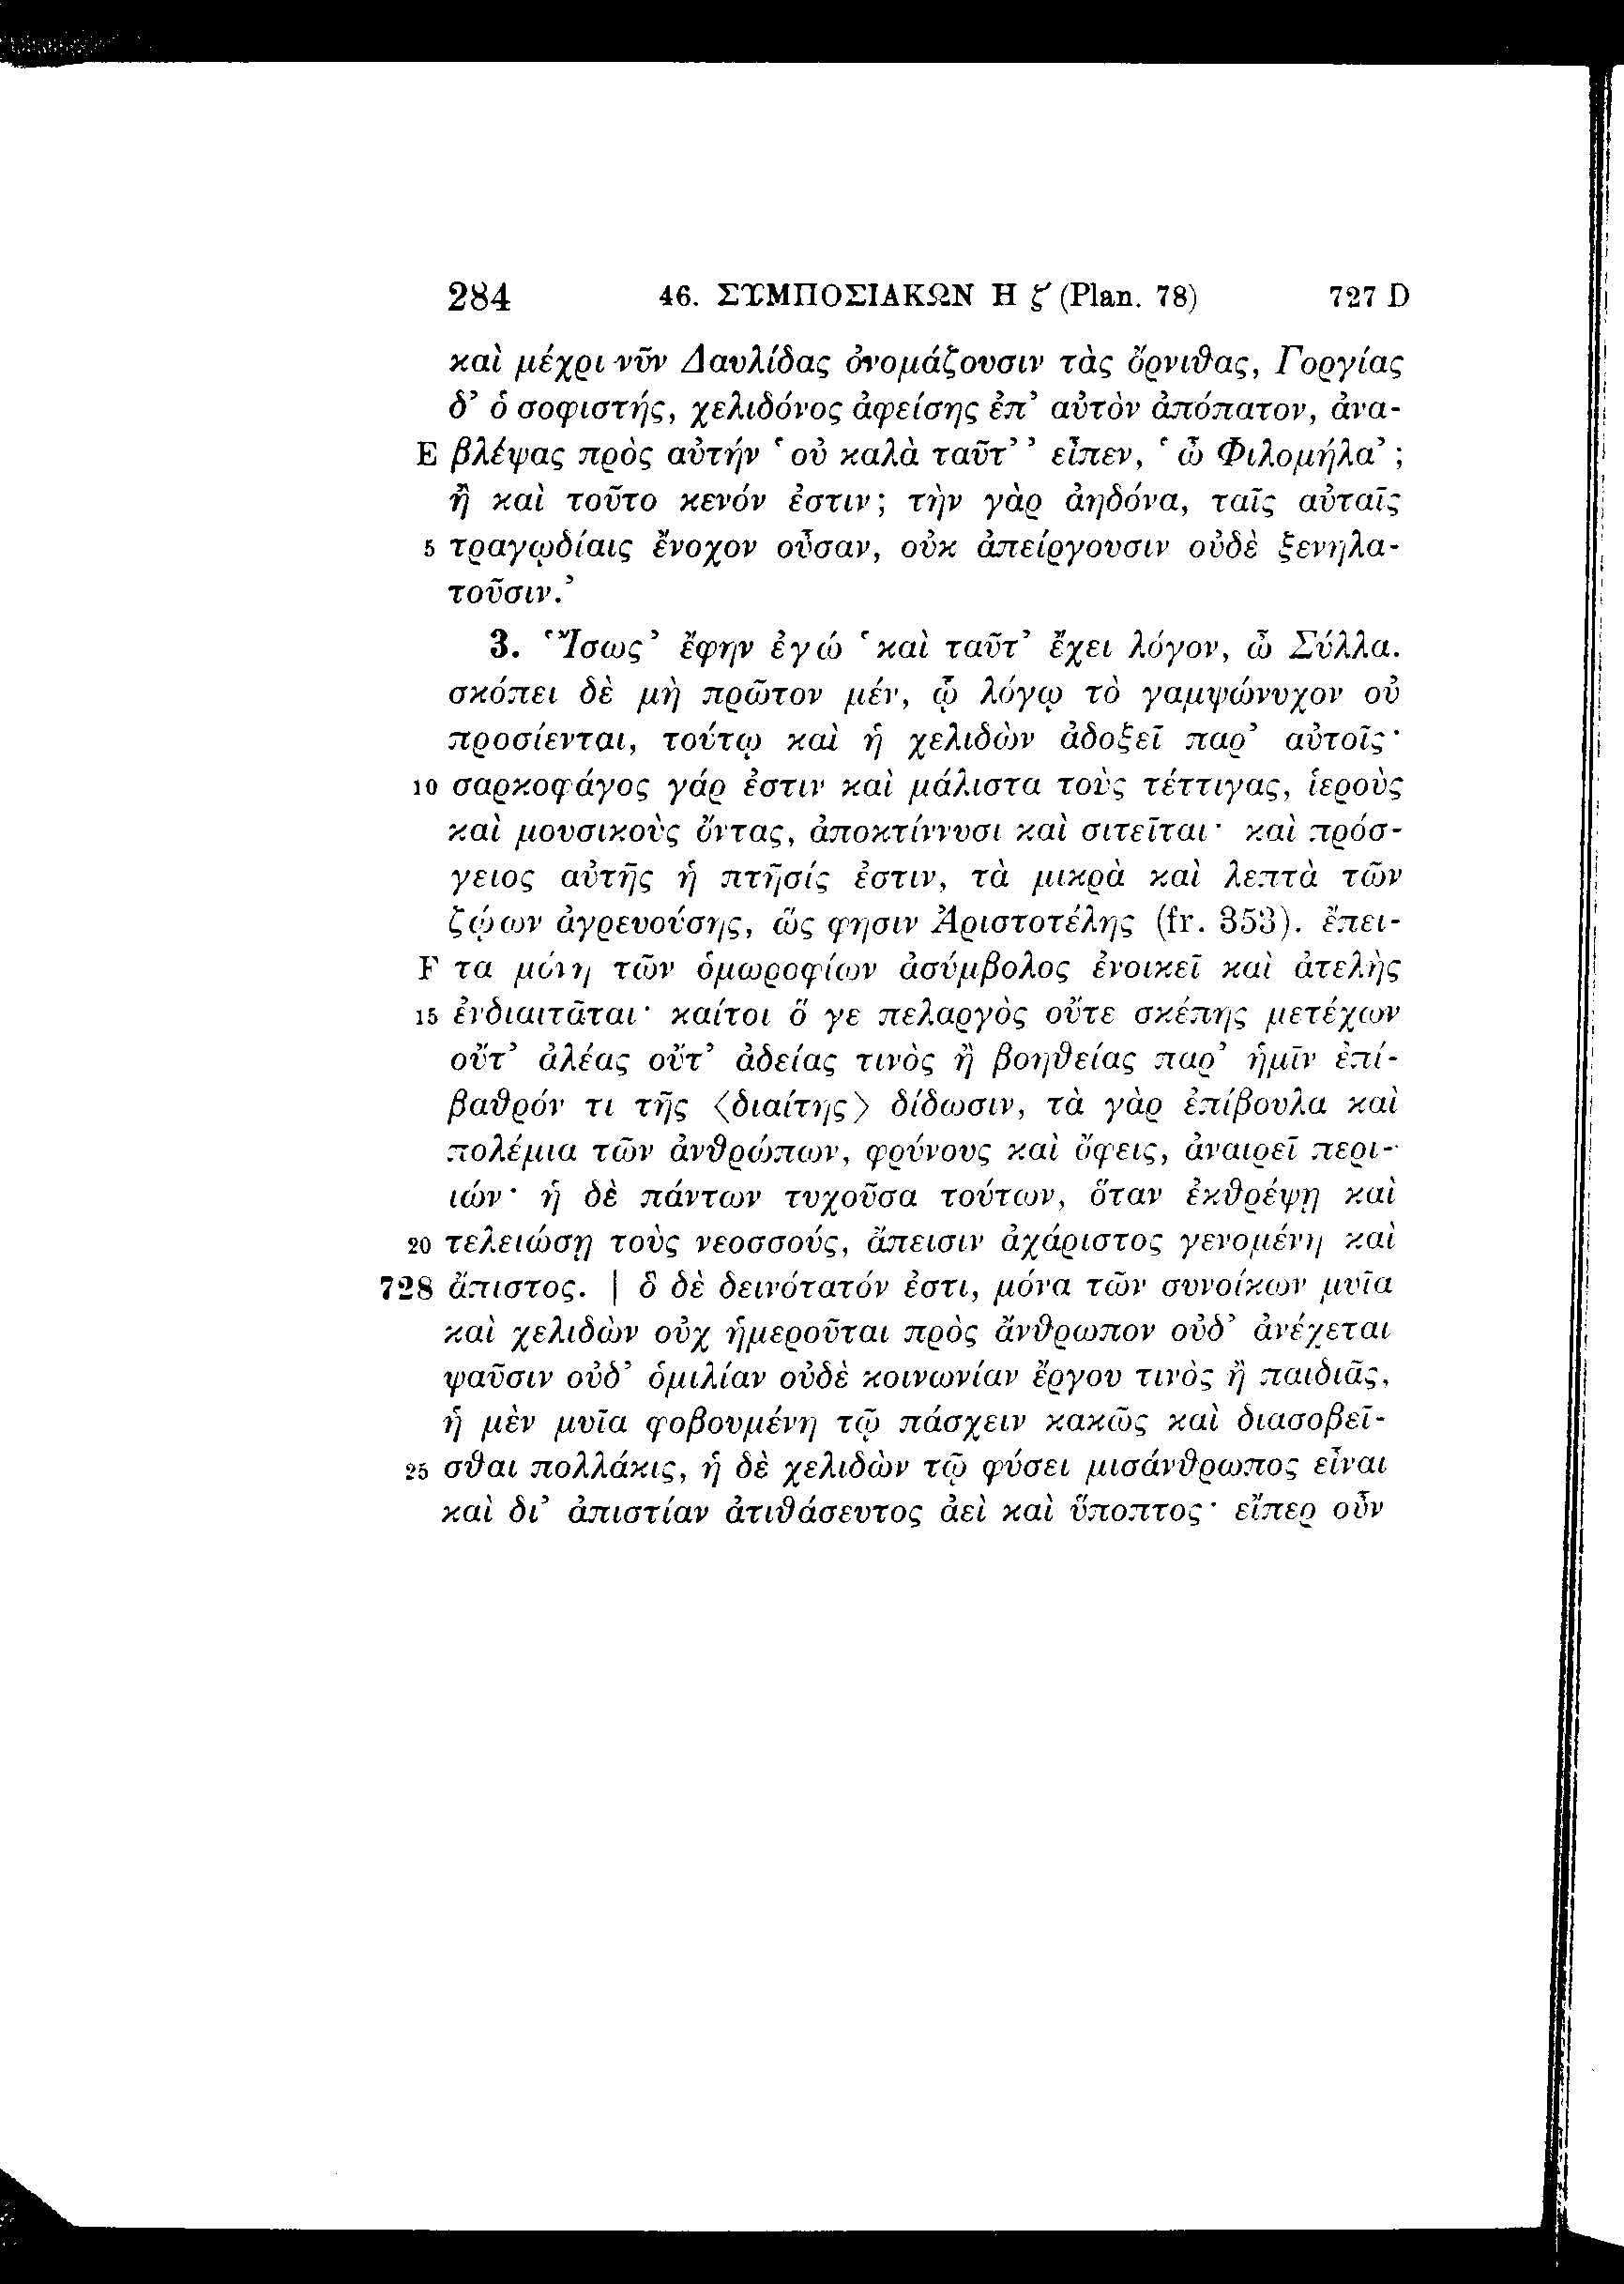 284 46. ΣΥΜΠΟΣΙΑΚΩΝ Η ζ′ (Plan. 78) 727 D
καὶ μέχρι νῦν Δαυλίδας ὀνομάζουσιν τὰς ὄρνιθας, Γοργίας
δ’ ὁ σοφιστής, χελιδόνος ἀφείσης ἐπ’ αὐτὸν ἀπόπατον, ἀνα-
E βλέψας πρὸς αὐτήν ‘οὐ καλὰ ταῦτ’’ εἶπεν, ‘ὦ Φιλομήλα’;
ἢ καὶ τοῦτο κενόν ἐστιν; τὴν γὰρ ἀηδόνα, ταῖς αὐταῖς
5 τραγῳδίαις ἔνοχον οὖσαν, οὐκ ἀπείργουσιν οὐδὲ ξενηλα-
τοῦσιν.’
3. ‘Ἴσως’ ἔφην ἐγώ ‘καὶ ταῦτ’ ἔχει λόγον, ὦ Σύλλα.
σκόπει δὲ μὴ πρῶτον μέν, ᾧ λόγῳ τὸ γαμψώνυχον οὐ
προσίενται, τούτῳ καὶ ἡ χελιδὼν ἀδοξεῖ παρ’ αὐτοῖς·
10 σαρκοφάγος γάρ ἐστιν καὶ μάλιστα τοὺς τέττιγας, ἱεροὺς
καὶ μουσικοὺς ὄντας, ἀποκτίννυσι καὶ σιτεῖται· καὶ πρόσ-
γειος αὐτῆς ἡ πτῆσίς ἐστιν, τὰ μικρὰ καὶ λεπτὰ τῶν
ζῴων ἀγρευούσης, ὥς φησιν Ἀριστοτέλης (fr. 353). ἔπει-
F τα μόνη τῶν ὁμωροφίων ἀσύμβολος ἐνοικεῖ καὶ ἀτελὴς
15 ἐνδιαιτᾶται· καίτοι ὅ γε πελαργὸς οὔτε σκέπης μετέχων
οὔτ’ ἀλέας οὔτ’ ἀδείας τινὸς ἢ βοηθείας παρ’ ἡμῖν ἐπί-
βαθρόν τι τῆς ⟨διαίτης⟩ δίδωσιν, τὰ γὰρ ἐπίβουλα καὶ
πολέμια τῶν ἀνθρώπων, φρύνους καὶ ὄφεις, ἀναιρεῖ περι-
ιών· ἡ δὲ πάντων τυχοῦσα τούτων, ὅταν ἐκθρέψῃ καὶ
20 τελειώσῃ τοὺς νεοσσούς, ἄπεισιν ἀχάριστος γενομένη καὶ
728 ἄπιστος. | ὃ δὲ δεινότατόν ἐστι, μόνα τῶν συνοίκων μυῖα
καὶ χελιδὼν οὐχ ἡμεροῦται πρὸς ἄνθρωπον οὐδ’ ἀνέχεται
ψαῦσιν οὐδ’ ὁμιλίαν οὐδὲ κοινωνίαν ἔργου τινὸς ἢ παιδιᾶς,
ἡ μὲν μυῖα φοβουμένη τῷ πάσχειν κακῶς καὶ διασοβεῖ-
25 σθαι πολλάκις, ἡ δὲ χελιδὼν τῷ φύσει μισάνθρωπος εἶναι
καὶ δι’ ἀπιστίαν ἀτιθάσευτος ἀεὶ καὶ ὕποπτος· εἴπερ οὖν